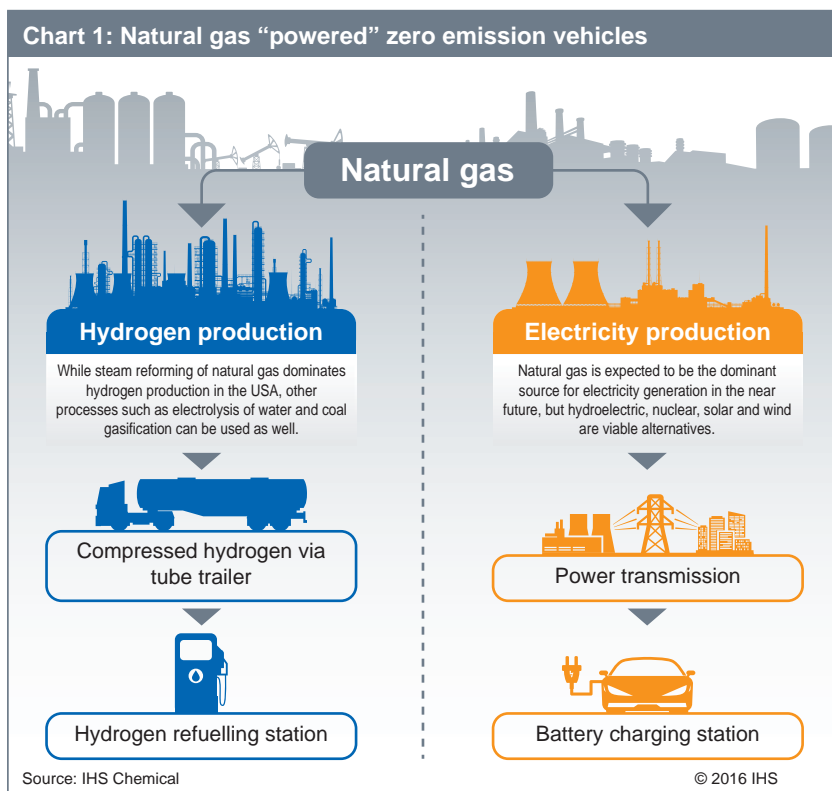 Chart 1: Natural gas “powered” zero emission vehicles
Natural gas
Hydrogen production
While steam reforming of natural gas dominates
hydrogen production in the USA, other
processes such as electrolysis of water and coal
gasification can be used as well.
Compressed hydrogen via
tube trailer
Hydrogen refuelling station
Electricity production
Natural gas is expected to be the dominant
source for electricity generation in the near
future, but hydroelectric, nuclear, solar and wind
are viable alternatives.
Power transmission
Battery charging station
Source: IHS Chemical
© 2016 IHS